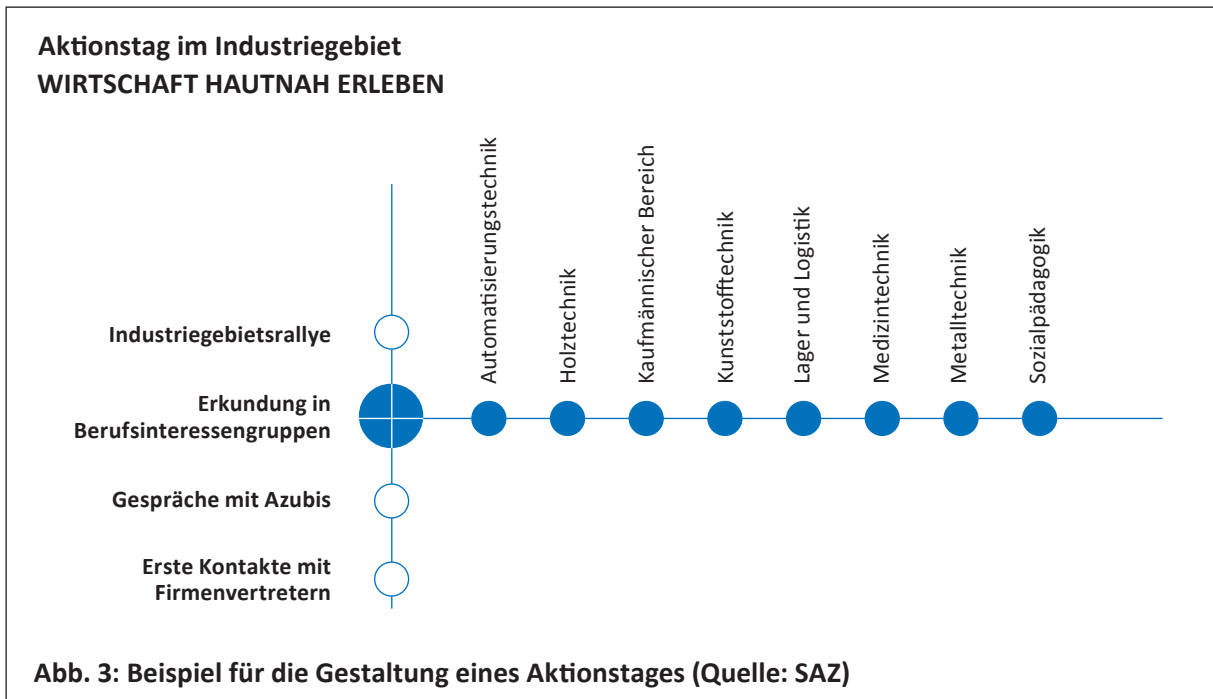 Aktionstag im Industriegebiet
WIRTSCHAFT HAUTNAH ERLEBEN
Automatisierungstechnik
Holztechnik
Kaufmännischer Bereich
Kunststofftechnik
Lager und Logistik
Medizintechnik
Metalltechnik
Sozialpädagogik
Industriegebietsrallye
Erkundung in
Berufsinteressengruppen
Gespräche mit Azubis
Erste Kontakte mit
Firmenvertretern
Abb. 3: Beispiel für die Gestaltung eines Aktionstages (Quelle: SAZ)